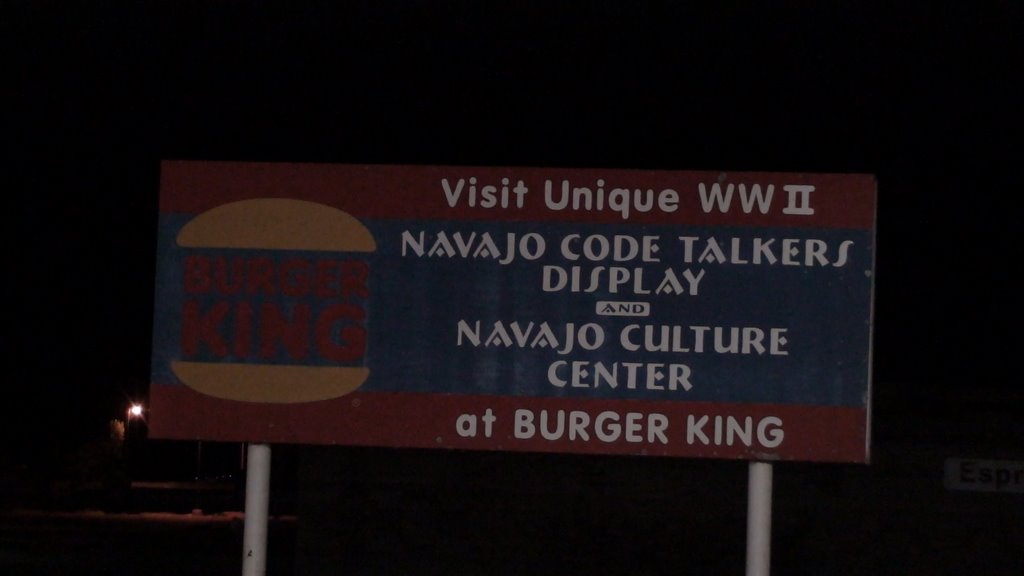 BURGER
KING
Visit Unique WW II
NAVAJO CODE TALKERS
DISPLAY
AND
NAVAJO CULTURE
CENTER
at BURGER KING